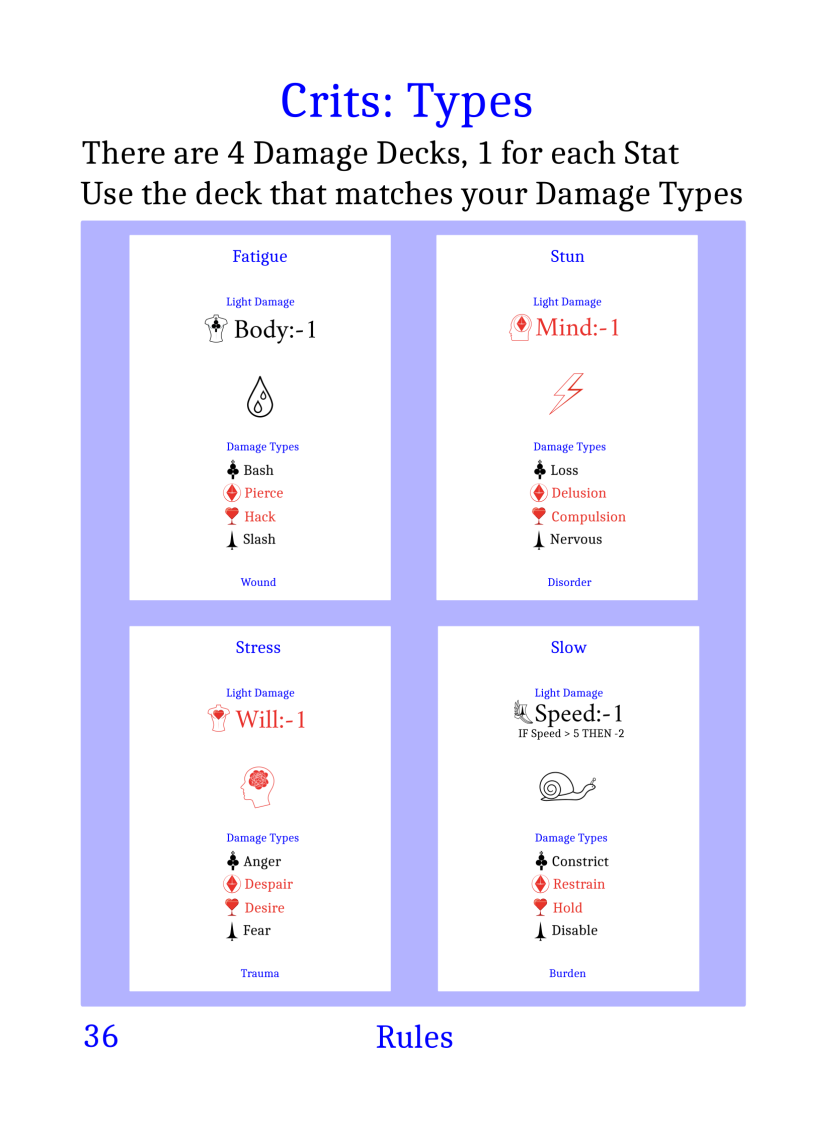 Crits: Types
There are 4 Damage Decks, 1 for each Stat
Use the deck that matches your Damage Types
Fatigue
Light Damage
Body:-1
Damage Types
Bash
Pierce
Hack
Slash
Wound
Stun
Light Damage
Mind:-1
Damage Types
Loss
Delusion
Compulsion
Nervous
Disorder
Stress
Light Damage
Will:-1
Damage Types
Anger
Despair
Desire
Fear
Trauma
Slow
Light Damage
Speed:-1
IF Speed > 5 THEN -2
Damage Types
Constrict
Restrain
Hold
Disable
Burden
36
Rules